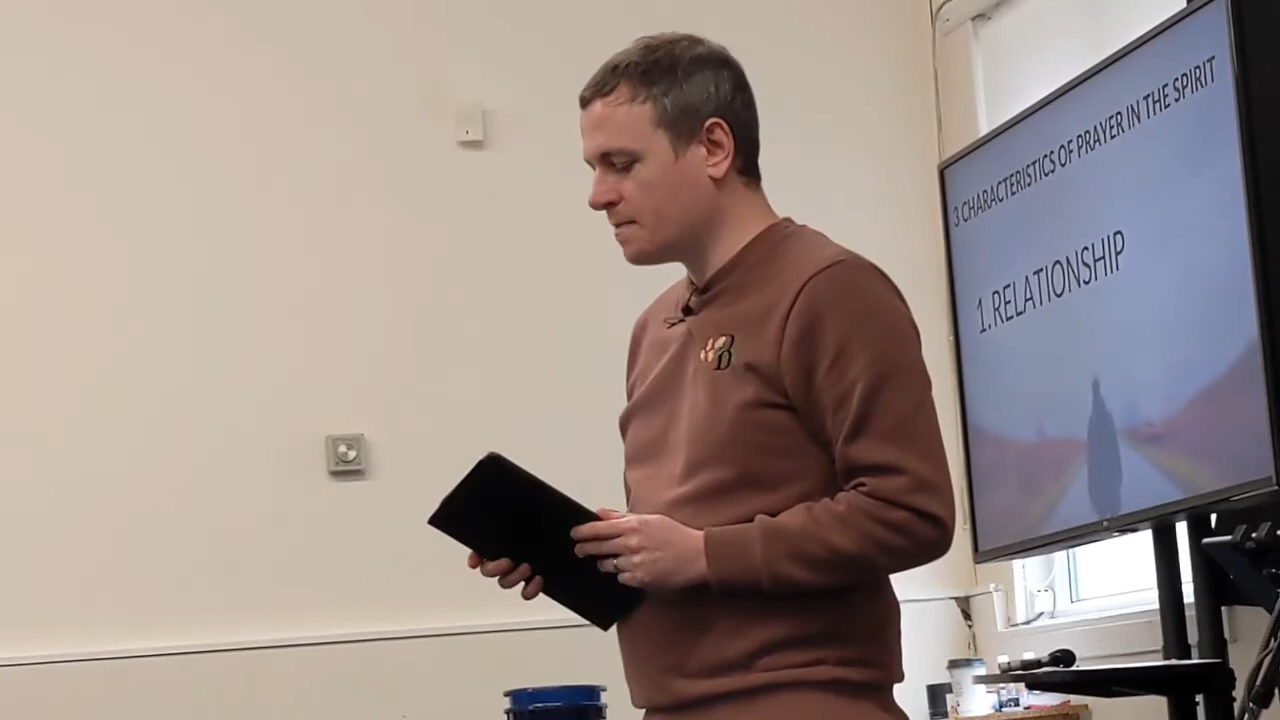 3 CHARACTERISTICS OF PRAYER IN THE SPIRIT
1. RELATIONSHIP
B